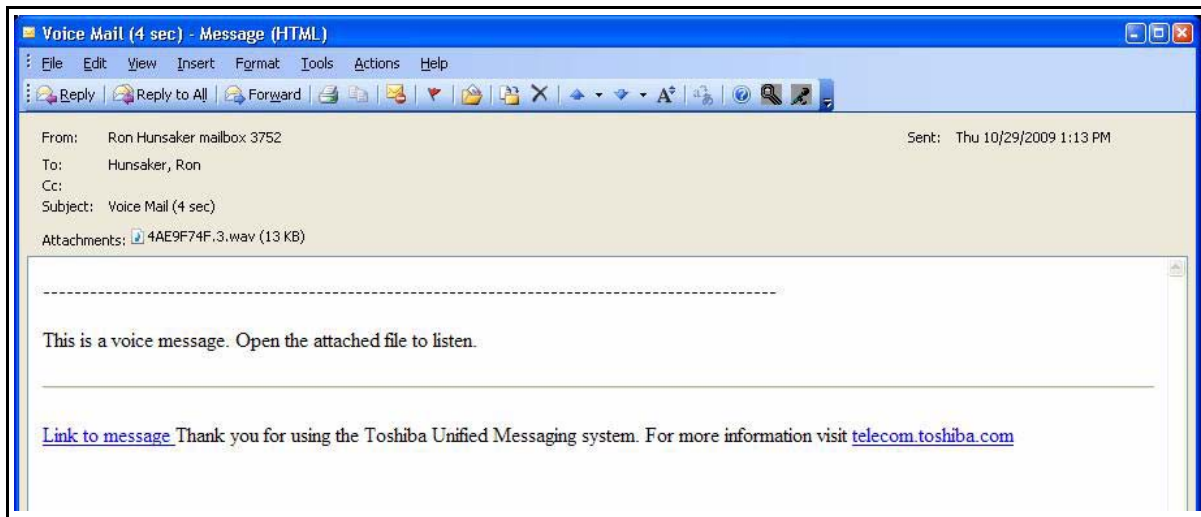 Voice Mail (4 sec) - Message (HTML)
File Edit View Insert Format Tools Actions Help
Reply Reply to All Forward
From: Ron Hunsaker mailbox 3752 Sent: Thu 10/29/2009 1:13 PM
To: Hunsaker, Ron
Cc:
Subject: Voice Mail (4 sec)
Attachments: 4AE9F74F.3.wav (13 KB)
--------------------------------------------------------------------------------------------
This is a voice message. Open the attached file to listen.
Link to message Thank you for using the Toshiba Unified Messaging system. For more information visit telecom.toshiba.com